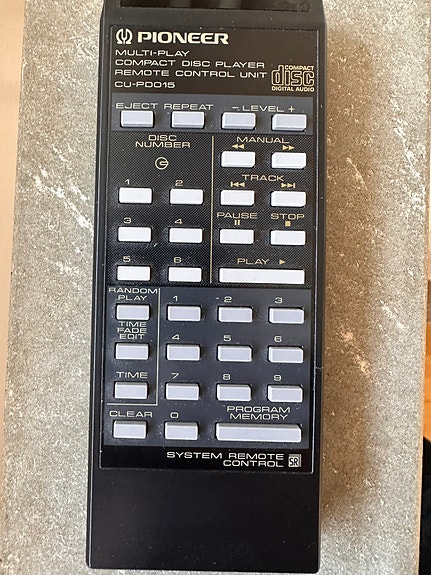 PIONEER
MULTI-PLAY
COMPACT DISC PLAYER
REMOTE CONTROL UNIT
CU-PD015
COMPACT
disc
DIGITAL AUDIO
EJECT REPEAT - LEVEL +
DISC
NUMBER
MANUAL
1 2
TRACK
3 4
PAUSE STOP
5 6
PLAY
RANDOM
PLAY
1 2 3
TIME
FADE
EDIT
4 5 6
TIME
7 8 9
CLEAR 0
PROGRAM
MEMORY
SYSTEM REMOTE
CONTROL SR